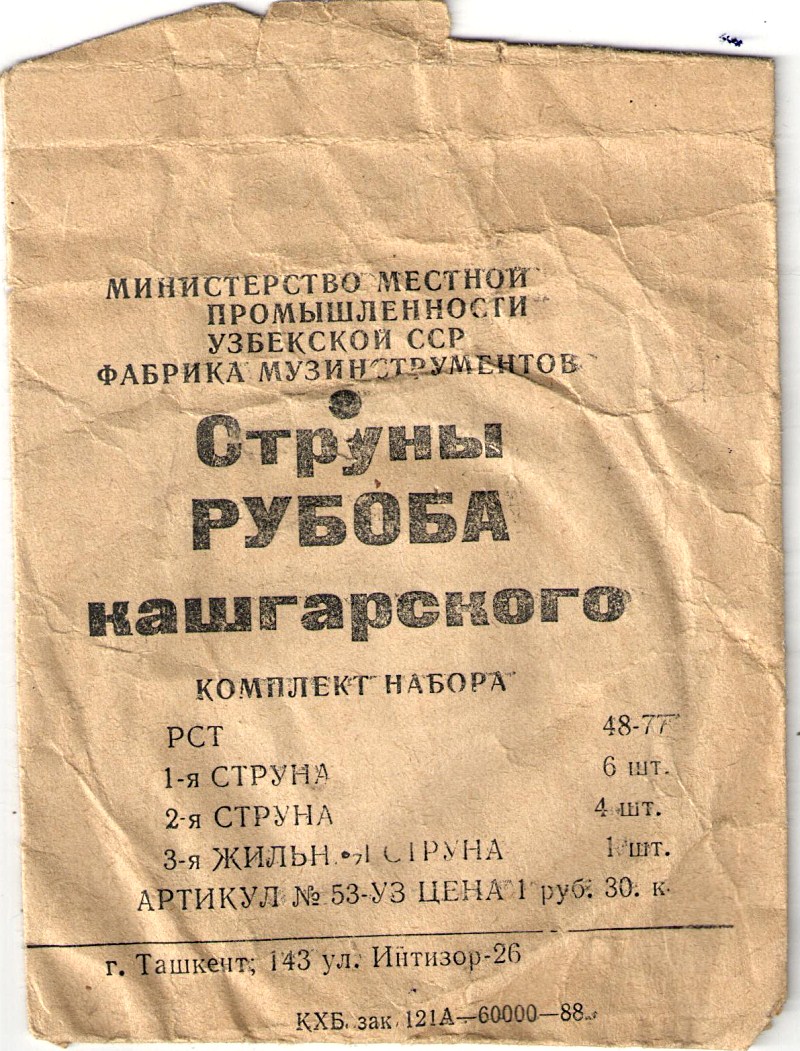 МИНИСТЕРСТВО МЕСТНОЙ
ПРОМЫШЛЕННОСТИ
УЗБЕКСКОЙ ССР
ФАБРИКА МУЗИНСТРУМЕНТОВ
Струны
РУБОБА
кашгарского
КОМПЛЕКТ НАБОРА
РСТ 48-77
1-я СТРУНА 6 шт.
2-я СТРУНА 4 шт.
3-я ЖИЛЬНАЯ СТРУНА 1 шт.
АРТИКУЛ № 53-УЗ ЦЕНА 1 руб. 30. к.
г. Ташкент; 143 ул. Интизор-26
КХБ. зак. 121А—60000—88.